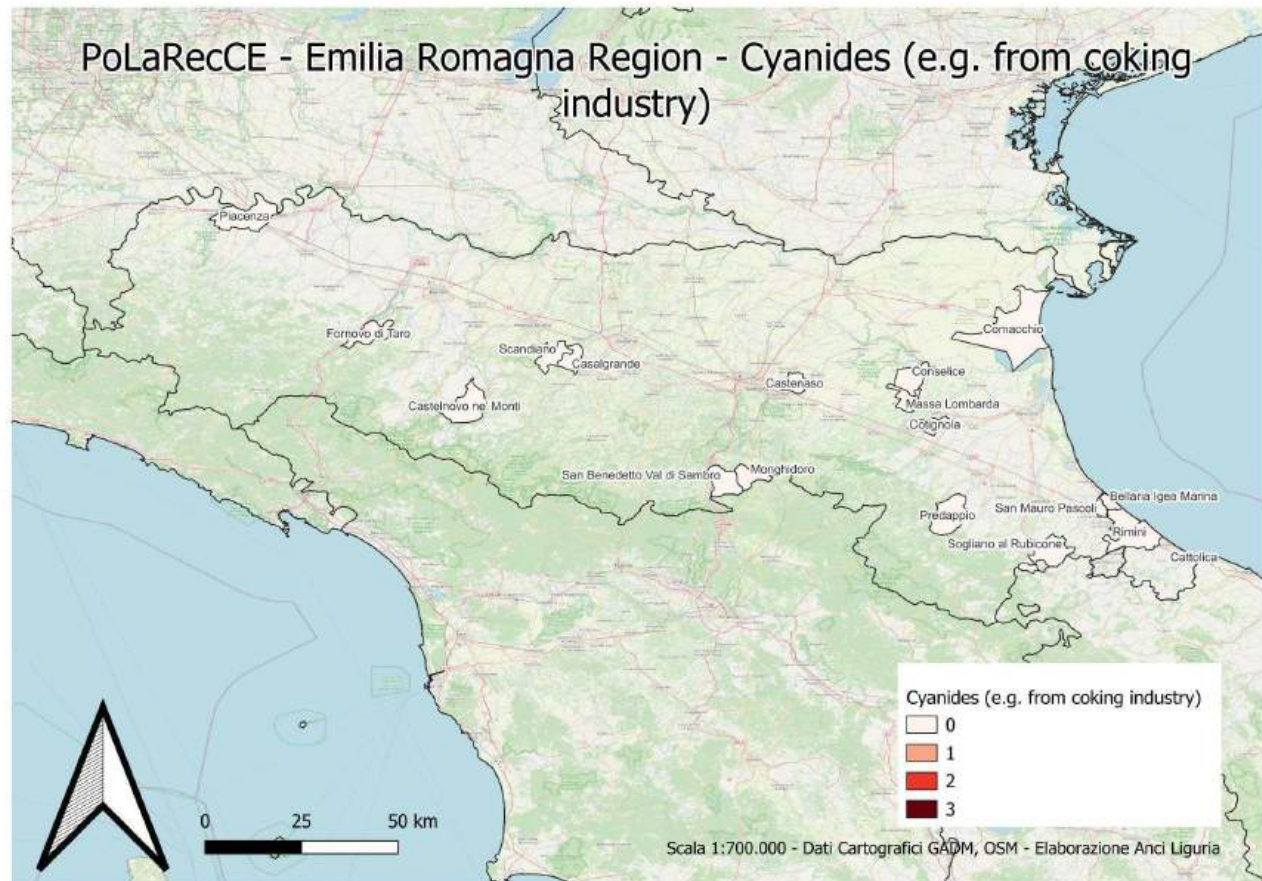 PoLaRecCE - Emilia Romagna Region - Cyanides (e.g. from coking
industry)
Piacenza
Fornovo di Taro
Scandiano
Casalgrande
Castelnovo ne' Monti
Comacchio
Castenaso
Conselice
Massa Lombarda
Cotignola
San Benedetto Val di Sambro
Monghidoro
Predappio
Bellaria Igea Marina
San Mauro Pascoli
Rimini
Sogliano al Rubicone
Cattolica
Cyanides (e.g. from coking industry)
0
1
2
3
0 25 50 km
Scala 1:700.000 - Dati Cartografici GADM, OSM - Elaborazione Anci Liguria